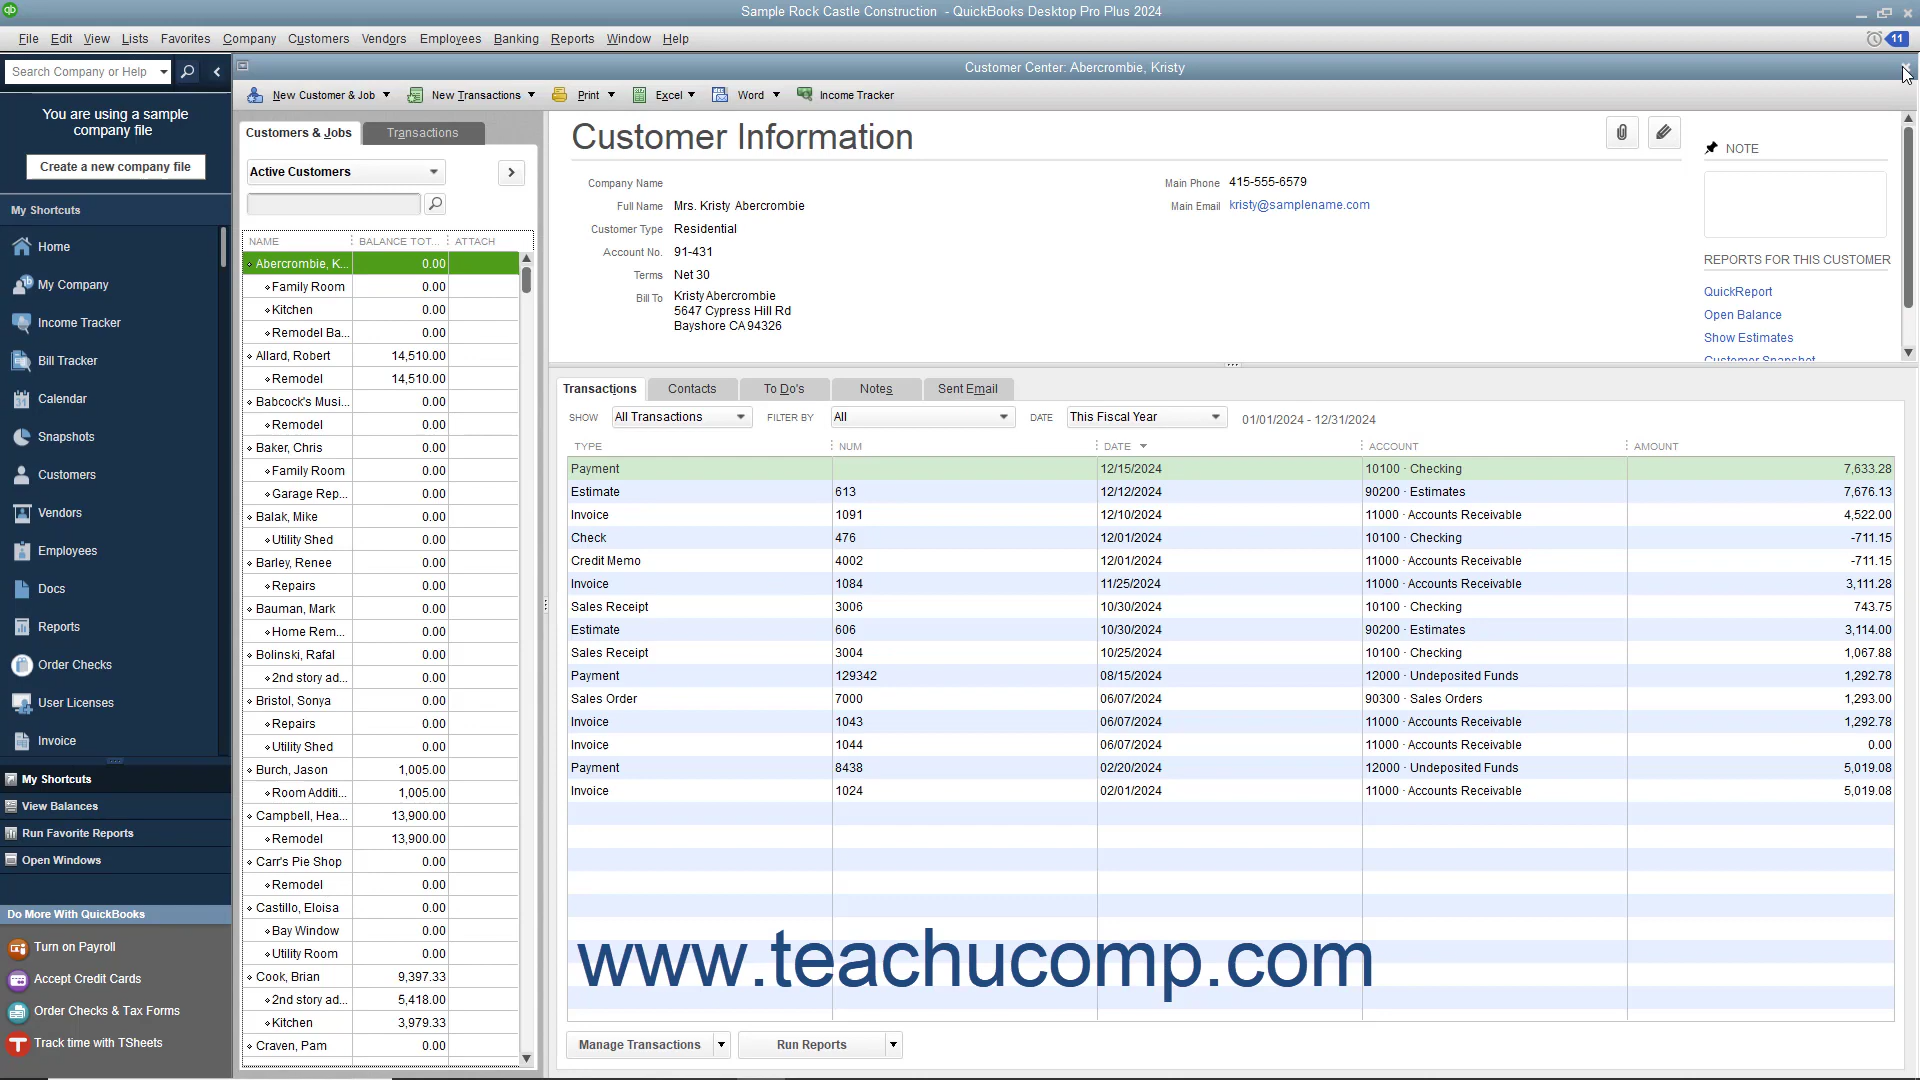 Sample Rock Castle Construction - QuickBooks Desktop Pro Plus 2024
File Edit View Lists Favorites Company Customers Vendors Employees Banking Reports Window Help
11
Search Company or Help
Customer Center: Abercrombie, Kristy
New Customer & Job New Transactions Print Excel Word Income Tracker
You are using a sample
company file
Create a new company file
My Shortcuts
Home
My Company
Income Tracker
Bill Tracker
Calendar
Snapshots
Customers
Vendors
Employees
Docs
Reports
Order Checks
User Licenses
Invoice
My Shortcuts
View Balances
Run Favorite Reports
Open Windows
Do More With QuickBooks
Turn on Payroll
Accept Credit Cards
Order Checks & Tax Forms
Track time with TSheets
Customers & Jobs Transactions
Active Customers
NAME BALANCE TOT... ATTACH
Abercrombie, K... 0.00
Family Room 0.00
Kitchen 0.00
Remodel Ba... 0.00
Allard, Robert 14,510.00
Remodel 14,510.00
Babcock's Musi... 0.00
Remodel 0.00
Baker, Chris 0.00
Family Room 0.00
Garage Rep... 0.00
Balak, Mike 0.00
Utility Shed 0.00
Barley, Renee 0.00
Repairs 0.00
Bauman, Mark 0.00
Home Rem... 0.00
Bolinski, Rafal 0.00
2nd story ad... 0.00
Bristol, Sonya 0.00
Repairs 0.00
Utility Shed 0.00
Burch, Jason 1,005.00
Room Additi... 1,005.00
Campbell, Hea... 13,900.00
Remodel 13,900.00
Carr's Pie Shop 0.00
Remodel 0.00
Castillo, Eloisa 0.00
Bay Window 0.00
Utility Room 0.00
Cook, Brian 9,397.33
2nd story ad... 5,418.00
Kitchen 3,979.33
Craven, Pam 0.00
Customer Information
Company Name
Full Name Mrs. Kristy Abercrombie
Customer Type Residential
Account No. 91-431
Terms Net 30
Bill To Kristy Abercrombie
5647 Cypress Hill Rd
Bayshore CA 94326
Main Phone 415-555-6579
Main Email kristy@samplename.com
NOTE
REPORTS FOR THIS CUSTOMER
QuickReport
Open Balance
Show Estimates
Customer Snapshot
Transactions Contacts To Do's Notes Sent Email
SHOW All Transactions FILTER BY All DATE This Fiscal Year 01/01/2024 - 12/31/2024
TYPE NUM DATE ACCOUNT AMOUNT
Payment 12/15/2024 10100 · Checking 7,633.28
Estimate 613 12/12/2024 90200 · Estimates 7,676.13
Invoice 1091 12/10/2024 11000 · Accounts Receivable 4,522.00
Check 476 12/01/2024 10100 · Checking -711.15
Credit Memo 4002 12/01/2024 11000 · Accounts Receivable -711.15
Invoice 1084 11/25/2024 11000 · Accounts Receivable 3,111.28
Sales Receipt 3006 10/30/2024 10100 · Checking 743.75
Estimate 606 10/30/2024 90200 · Estimates 3,114.00
Sales Receipt 3004 10/25/2024 10100 · Checking 1,067.88
Payment 129342 08/15/2024 12000 · Undeposited Funds 1,292.78
Sales Order 7000 06/07/2024 90300 · Sales Orders 1,293.00
Invoice 1043 06/07/2024 11000 · Accounts Receivable 1,292.78
Invoice 1044 06/07/2024 11000 · Accounts Receivable 0.00
Payment 8438 02/20/2024 12000 · Undeposited Funds 5,019.08
Invoice 1024 02/01/2024 11000 · Accounts Receivable 5,019.08
www.teachucomp.com
Manage Transactions Run Reports